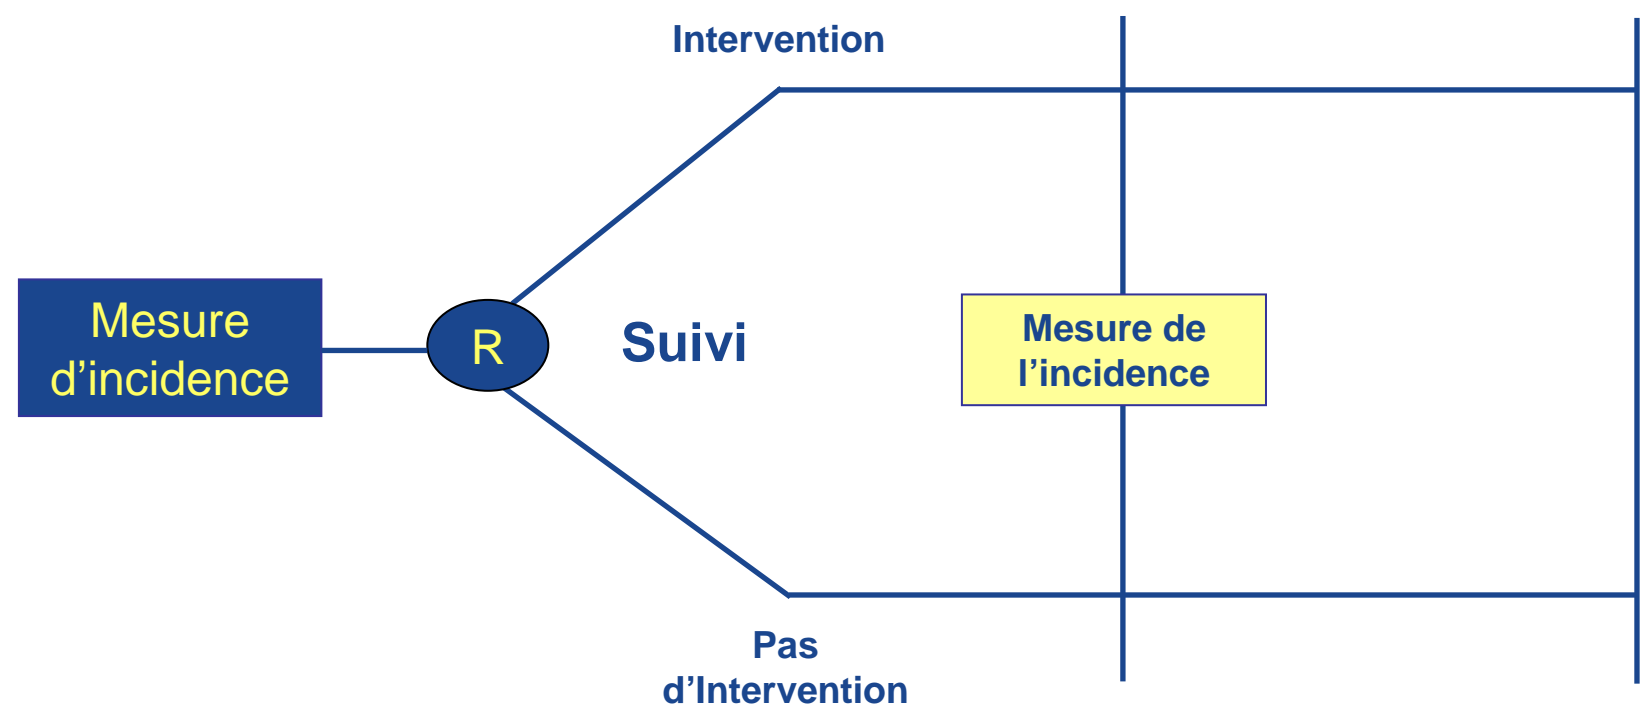 Intervention
Mesure
d’incidence
R
Suivi
Mesure de
l’incidence
Pas
d’Intervention